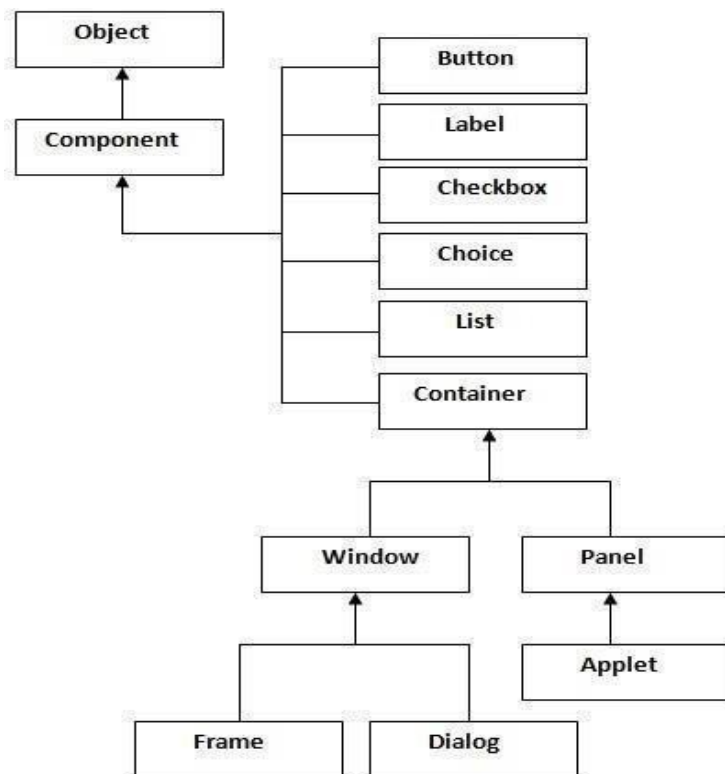 Object
Button
Label
Component
Checkbox
Choice
List
Container
Window
Panel
Applet
Frame
Dialog